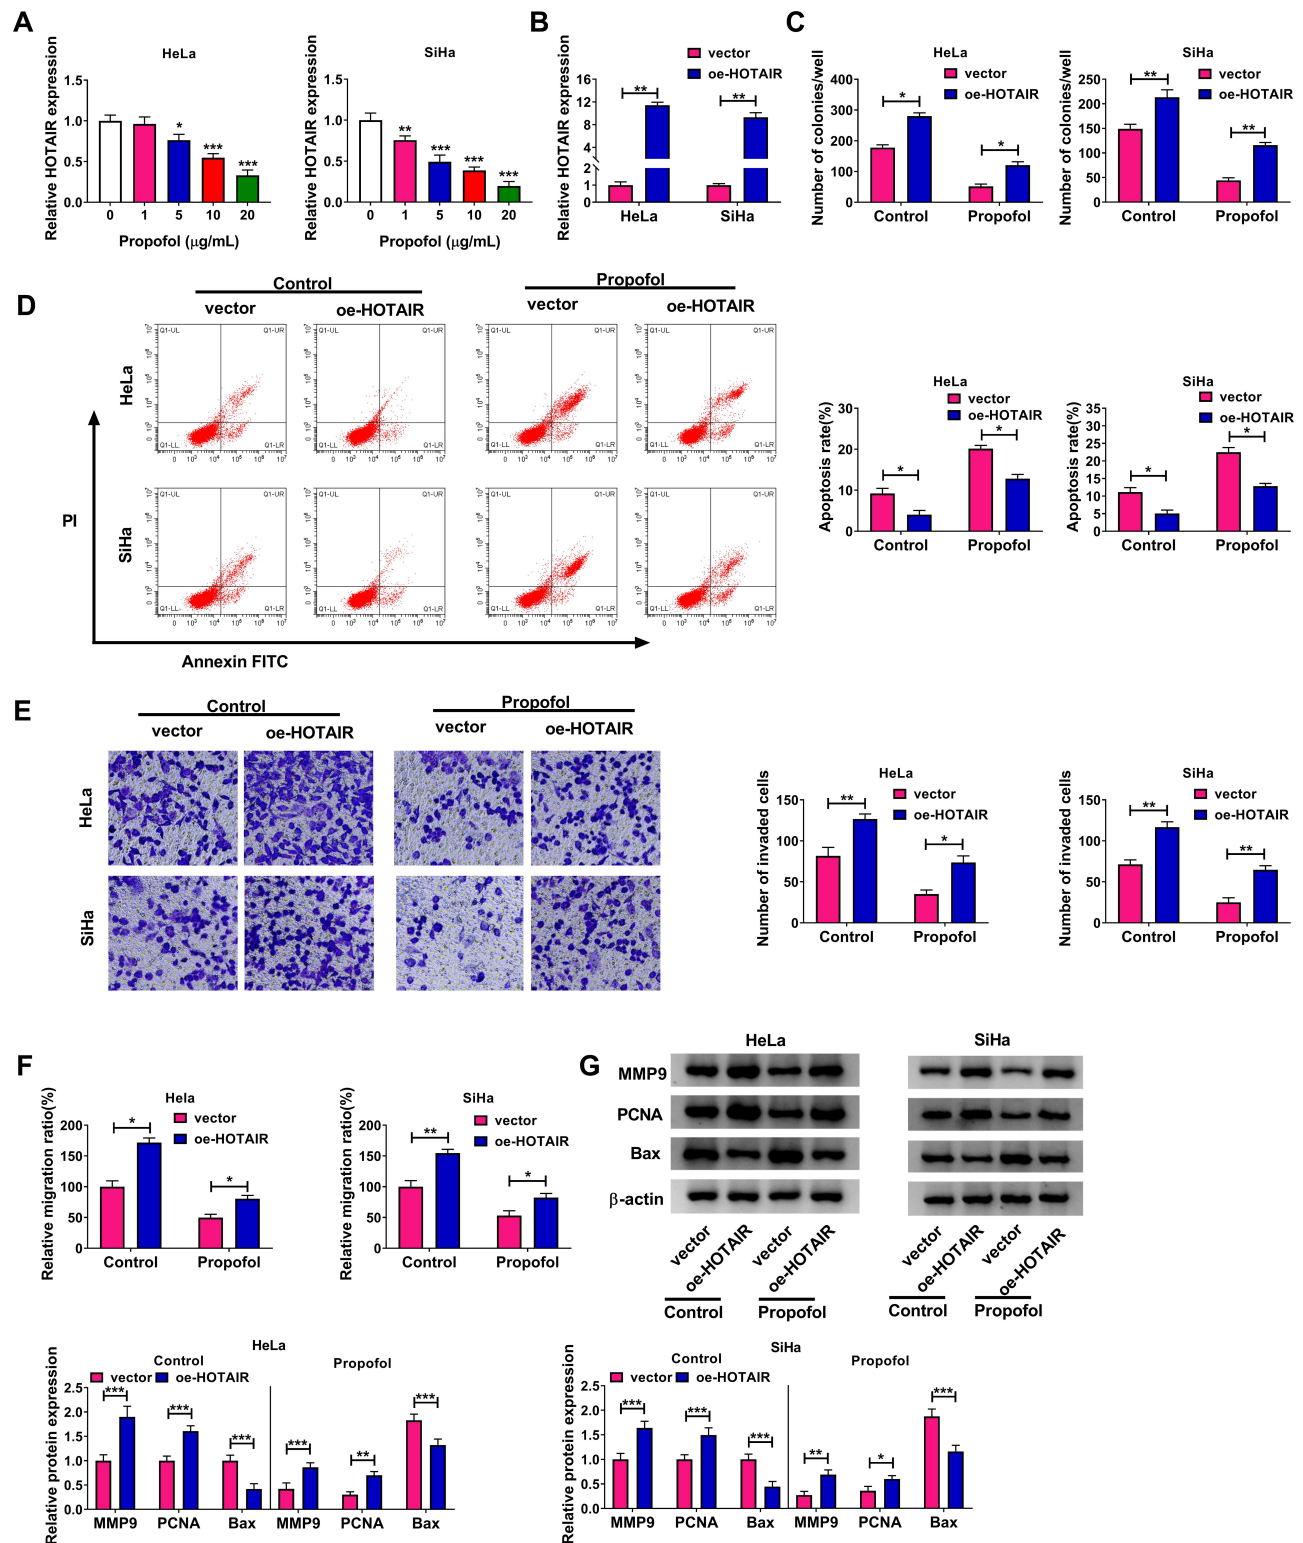 A
HeLa
Relative HOTAIR expression
1.5
1.0
0.5
0.0
*
***
***
0 1 5 10 20
Propofol (μg/mL)
SiHa
Relative HOTAIR expression
1.5
1.0
0.5
0.0
**
***
***
***
0 1 5 10 20
Propofol (μg/mL)
B
vector
oe-HOTAIR
Relative HOTAIR expression
16
12
8
4
2
1
0
**
**
HeLa SiHa
C
HeLa
vector
oe-HOTAIR
Number of colonies/well
400
300
200
100
0
*
*
Control Propofol
SiHa
vector
oe-HOTAIR
Number of colonies/well
250
200
150
100
50
0
**
**
Control Propofol
D
Control
Propofol
vector oe-HOTAIR vector oe-HOTAIR
HeLa
SiHa
Q1-UL Q1-UR
Q1-LL Q1-LR
PI
Annexin FITC
HeLa
vector
oe-HOTAIR
Apoptosis rate(%)
30
20
10
0
*
*
Control Propofol
SiHa
vector
oe-HOTAIR
Apoptosis rate(%)
35
30
25
20
15
10
5
0
*
*
Control Propofol
E
Control
Propofol
vector oe-HOTAIR vector oe-HOTAIR
HeLa
SiHa
HeLa
vector
oe-HOTAIR
Number of invaded cells
150
100
50
0
**
*
Control Propofol
SiHa
vector
oe-HOTAIR
Number of invaded cells
150
100
50
0
**
**
Control Propofol
F
Hela
vector
oe-HOTAIR
Relative migration ratio(%)
200
150
100
50
0
*
*
Control Propofol
SiHa
vector
oe-HOTAIR
Relative migration ratio(%)
200
150
100
50
0
**
*
Control Propofol
G
HeLa
SiHa
MMP9
PCNA
Bax
β-actin
vector oe-HOTAIR vector oe-HOTAIR
Control Propofol
vector oe-HOTAIR vector oe-HOTAIR
Control Propofol
HeLa
Control
Propofol
vector oe-HOTAIR
Relative protein expression
2.5
2.0
1.5
1.0
0.5
0.0
***
***
***
***
**
***
MMP9 PCNA Bax MMP9 PCNA Bax
SiHa
Control
Propofol
vector oe-HOTAIR
Relative protein expression
2.5
2.0
1.5
1.0
0.5
0.0
***
***
***
**
*
***
MMP9 PCNA Bax MMP9 PCNA Bax